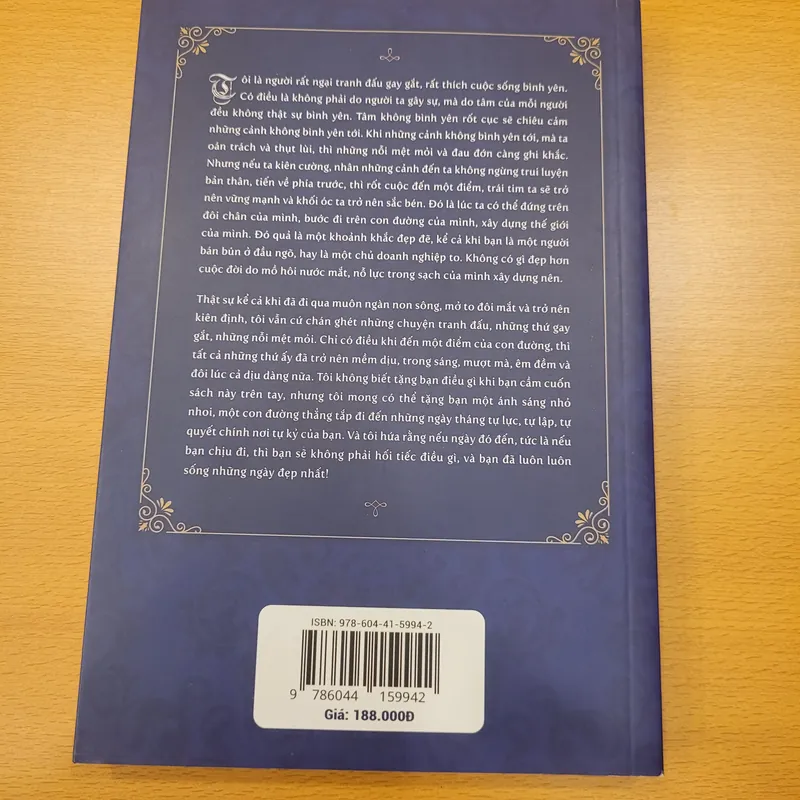 Tôi là người rất ngại tranh đấu gay gắt, rất thích cuộc sống bình yên.
Có điều là không phải do người ta gây sự, mà do tâm của mỗi người
đều không thật sự bình yên. Tâm không bình yên rốt cục sẽ chiêu cảm
những cảnh không bình yên tới. Khi những cảnh không bình yên tới, mà ta
oán trách và thụt lùi, thì những nỗi mệt mỏi và đau đớn càng ghi khắc.
Nhưng nếu ta kiên cường, nhân những cảnh đến ta không ngừng trui luyện
bản thân, tiến về phía trước, thì rốt cuộc đến một điểm, trái tim ta sẽ trở
nên vững mạnh và khối óc ta trở nên sắc bén. Đó là lúc ta có thể đứng trên
đôi chân của mình, bước đi trên con đường của mình, xây dựng thế giới
của mình. Đó quả là một khoảnh khắc đẹp đẽ, kể cả khi bạn là một người
bán bún ở đầu ngõ, hay là một chủ doanh nghiệp to. Không có gì đẹp hơn
cuộc đời do mồ hôi nước mắt, nỗ lực trong sạch của mình xây dựng nên.
Thật sự kể cả khi đã đi qua muôn ngàn non sông, mở to đôi mắt và trở nên
kiên định, tôi vẫn cứ chán ghét những chuyện tranh đấu, những thứ gay
gắt, những nỗi mệt mỏi. Chỉ có điều khi đến một điểm của con đường, thì
tất cả những thứ ấy đã trở nên mềm dịu, trong sáng, mượt mà, êm đềm và
đôi lúc cả dịu dàng nữa. Tôi không biết tặng bạn điều gì khi bạn cầm cuốn
sách này trên tay, nhưng tôi mong có thể tặng bạn một ánh sáng nhỏ
nhoi, một con đường thẳng tắp đi đến những ngày tháng tự lực, tự lập, tự
quyết chính nơi tự kỷ của bạn. Và tôi hứa rằng nếu ngày đó đến, tức là nếu
bạn chịu đi, thì bạn sẽ không phải hối tiếc điều gì, và bạn đã luôn luôn
sống những ngày đẹp nhất!
ISBN: 978-604-41-5994-2
9 786044 159942
Giá: 188.000Đ